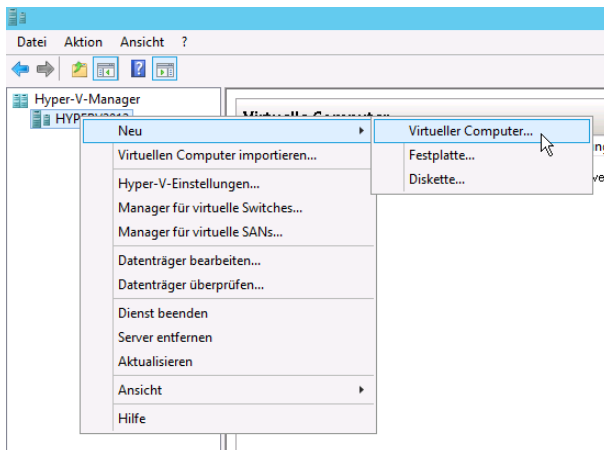 Datei Aktion Ansicht ?
Hyper-V-Manager
Neu
Virtuellen Computer importieren...
Hyper-V-Einstellungen...
Manager für virtuelle Switches...
Manager für virtuelle SANs...
Datenträger bearbeiten...
Datenträger überprüfen...
Dienst beenden
Server entfernen
Aktualisieren
Ansicht
Hilfe
Virtueller Computer...
Festplatte...
Diskette...